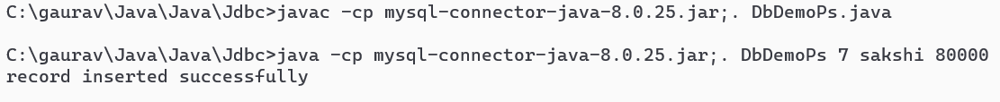 C:\gaurav\Java\Java\Jdbc>javac -cp mysql-connector-java-8.0.25.jar;. DbDemoPs.java
C:\gaurav\Java\Java\Jdbc>java -cp mysql-connector-java-8.0.25.jar;. DbDemoPs 7 sakshi 80000
record inserted successfully